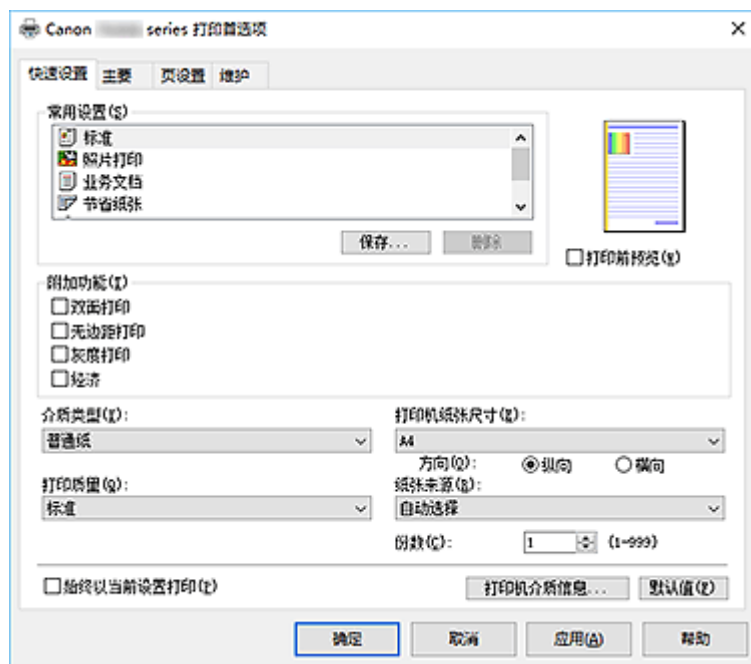 Canon series 打印首选项
快速设置 主要 页设置 维护
常用设置(S)
标准
照片打印
业务文档
节省纸张
保存... 删除
打印前预览(W)
附加功能(I)
双面打印
无边距打印
灰度打印
经济
介质类型(Y): 打印机纸张尺寸(Z):
普通纸 A4
方向(O): 纵向 横向
打印质量(Q): 纸张来源(R):
标准 自动选择
份数(C): 1 (1-999)
始终以当前设置打印(P)
打印机介质信息... 默认值(F)
确定 取消 应用(A) 帮助